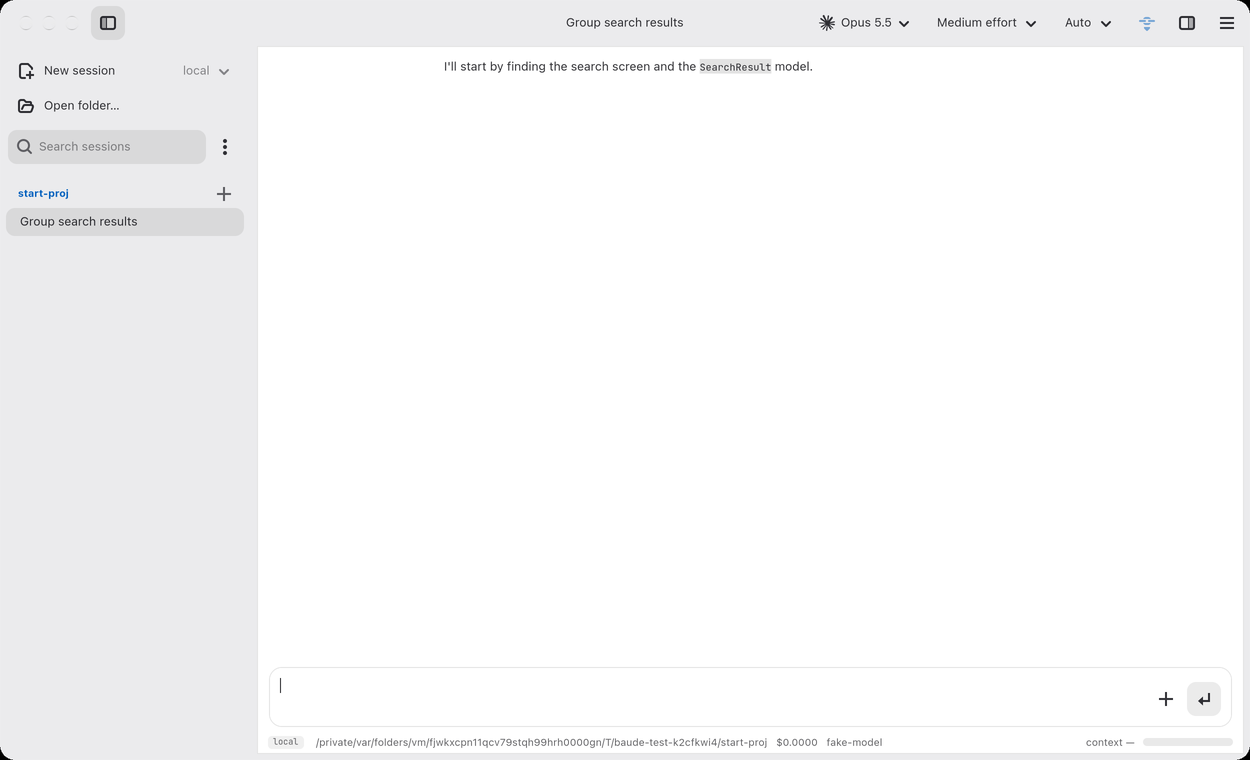 Group search results
Opus 5.5
Medium effort
Auto
New session
local
Open folder...
Search sessions
start-proj
Group search results
I'll start by finding the search screen and the SearchResult model.
local /private/var/folders/vm/fjwkxcpn11qcv79stqh99hrh0000gn/T/baude-test-k2cfkwi4/start-proj $0.0000 fake-model context —